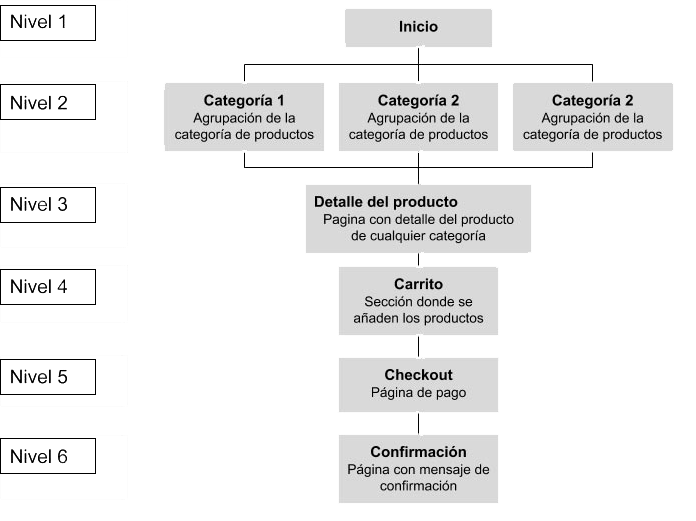 Nivel 1
Inicio
Nivel 2
Categoría 1
Agrupación de la
categoría de productos
Categoría 2
Agrupación de la
categoría de productos
Categoría 2
Agrupación de la
categoría de productos
Nivel 3
Detalle del producto
Pagina con detalle del producto
de cualquier categoría
Nivel 4
Carrito
Sección donde se
añaden los productos
Nivel 5
Checkout
Página de pago
Nivel 6
Confirmación
Página con mensaje de
confirmación